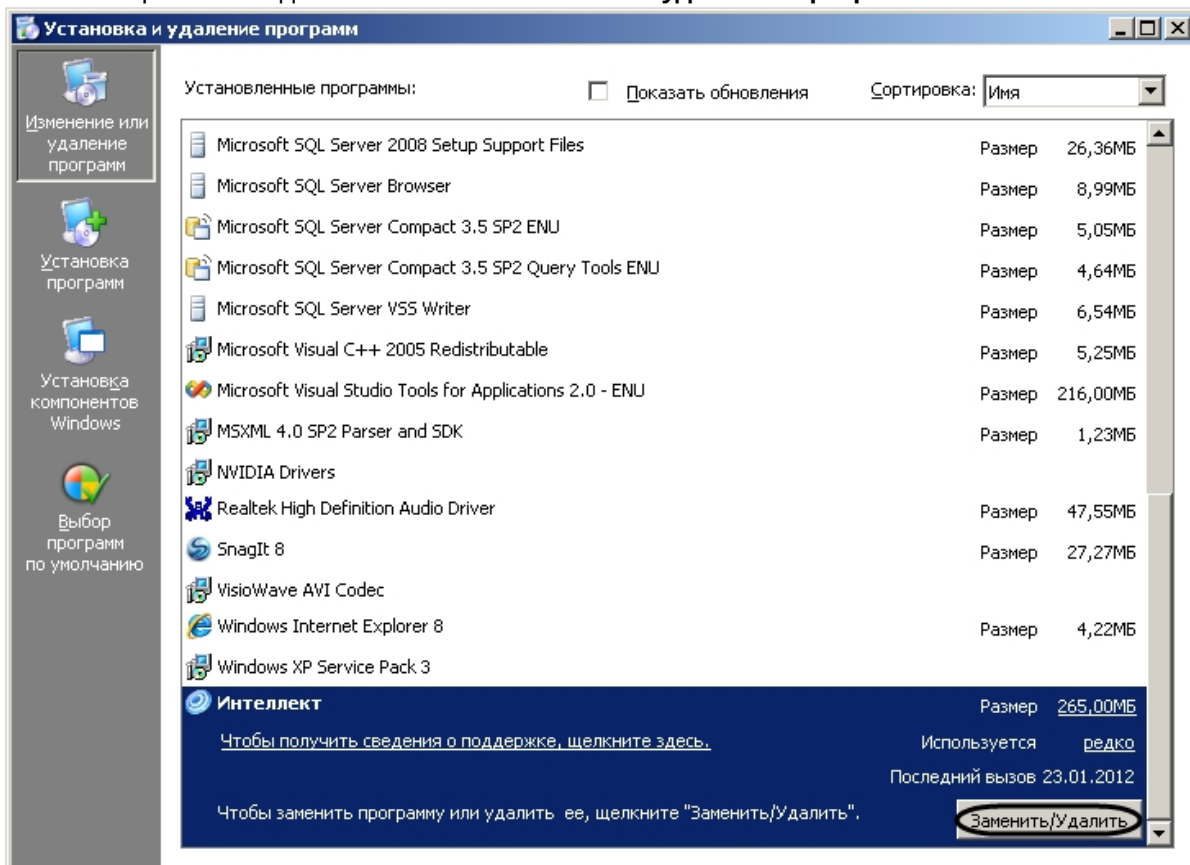 Установка и удаление программ
Изменение или
удаление
программ
Установка
программ
Установка
компонентов
Windows
Выбор
программ
по умолчанию
Установленные программы:
Показать обновления
Сортировка: Имя
Microsoft SQL Server 2008 Setup Support Files Размер 26,36МБ
Microsoft SQL Server Browser Размер 8,99МБ
Microsoft SQL Server Compact 3.5 SP2 ENU Размер 5,05МБ
Microsoft SQL Server Compact 3.5 SP2 Query Tools ENU Размер 4,64МБ
Microsoft SQL Server VSS Writer Размер 6,54МБ
Microsoft Visual C++ 2005 Redistributable Размер 5,25МБ
Microsoft Visual Studio Tools for Applications 2.0 - ENU Размер 216,00МБ
MSXML 4.0 SP2 Parser and SDK Размер 1,23МБ
NVIDIA Drivers
Realtek High Definition Audio Driver Размер 47,55МБ
SnagIt 8 Размер 27,27МБ
VisioWave AVI Codec
Windows Internet Explorer 8 Размер 4,22МБ
Windows XP Service Pack 3
Интеллект Размер 265,00МБ
Чтобы получить сведения о поддержке, щелкните здесь. Используется редко
Последний вызов 23.01.2012
Чтобы заменить программу или удалить ее, щелкните "Заменить/Удалить". Заменить/Удалить